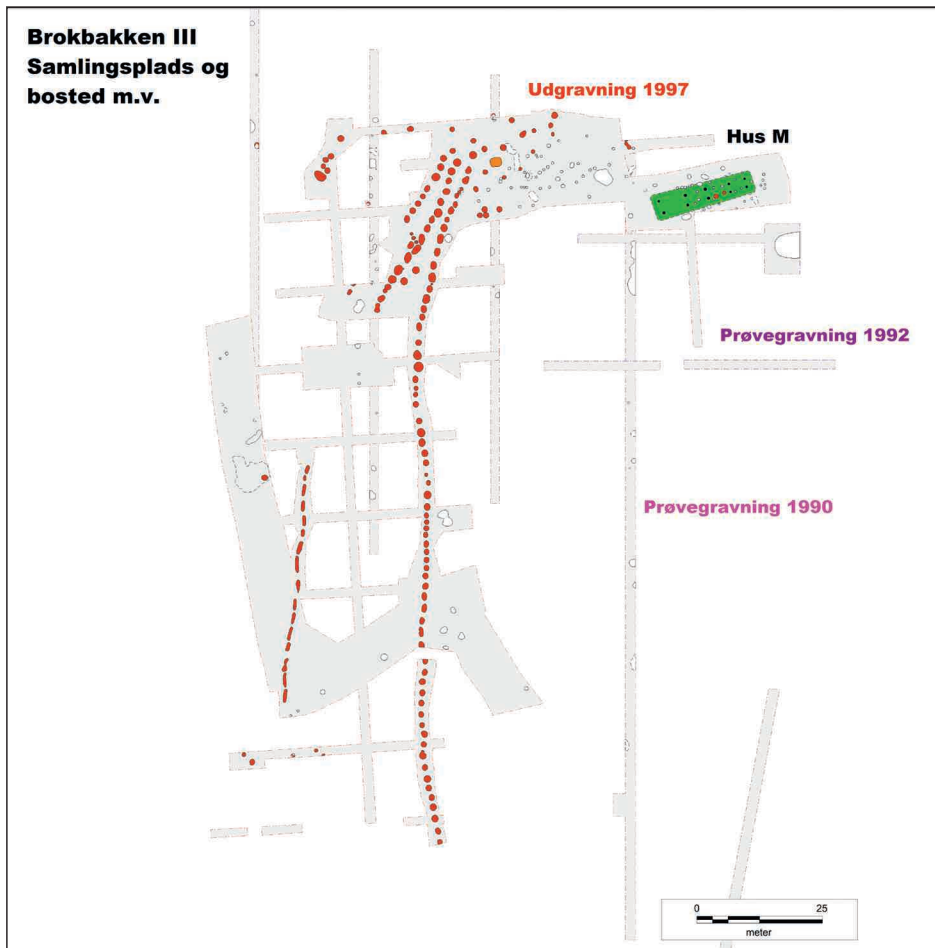 Brokbakken III
Samlingsplads og
bosted m.v.
Udgravning 1997
Hus M
Prøvegravning 1992
Prøvegravning 1990
0 25
meter